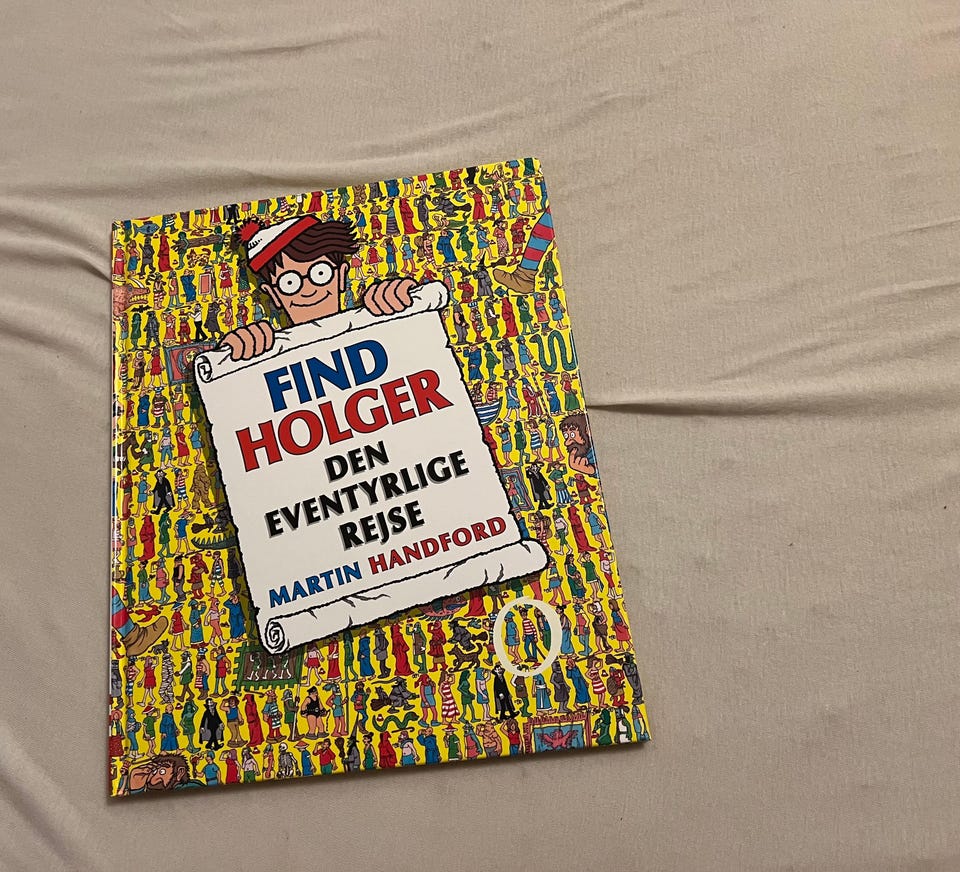 FIND
HOLGER
DEN
EVENTYRLIGE
REJSE
MARTIN HANDFORD